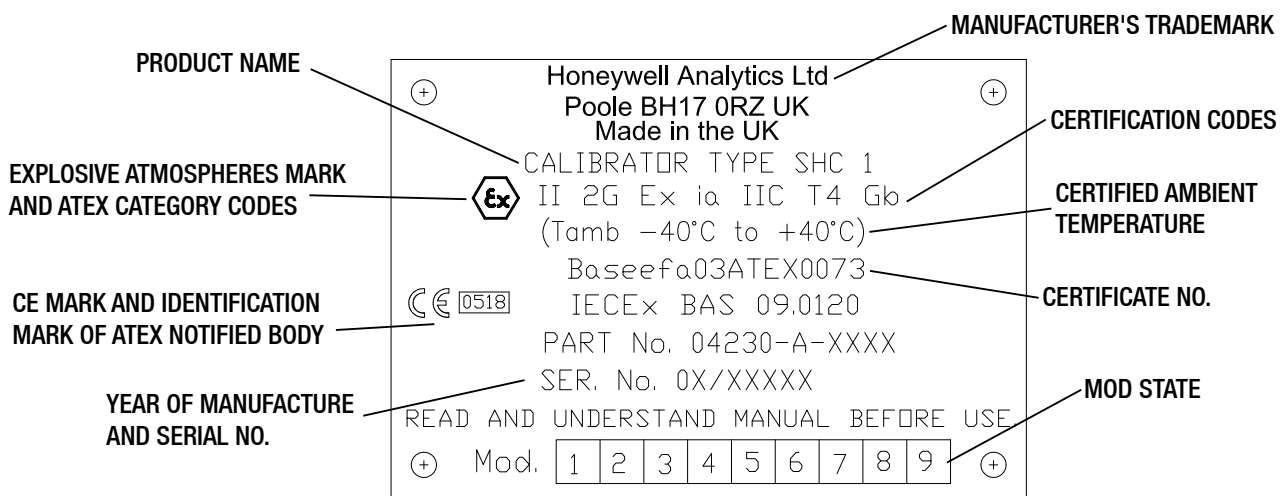 MANUFACTURER'S TRADEMARK
PRODUCT NAME
Honeywell Analytics Ltd
Poole BH17 0RZ UK
Made in the UK
CERTIFICATION CODES
CALIBRATOR TYPE SHC 1
EXPLOSIVE ATMOSPHERES MARK
AND ATEX CATEGORY CODES
Ex II 2G Ex ia IIC T4 Gb
CERTIFIED AMBIENT
TEMPERATURE
(Tamb -40°C to +40°C)
Baseefa03ATEX0073
CERTIFICATE NO.
CE MARK AND IDENTIFICATION
MARK OF ATEX NOTIFIED BODY
CE 0518 IECEx BAS 09.0120
PART No. 04230-A-XXXX
SER. No. 0X/XXXXX
MOD STATE
YEAR OF MANUFACTURE
AND SERIAL NO.
READ AND UNDERSTAND MANUAL BEFORE USE.
Mod. 1 2 3 4 5 6 7 8 9